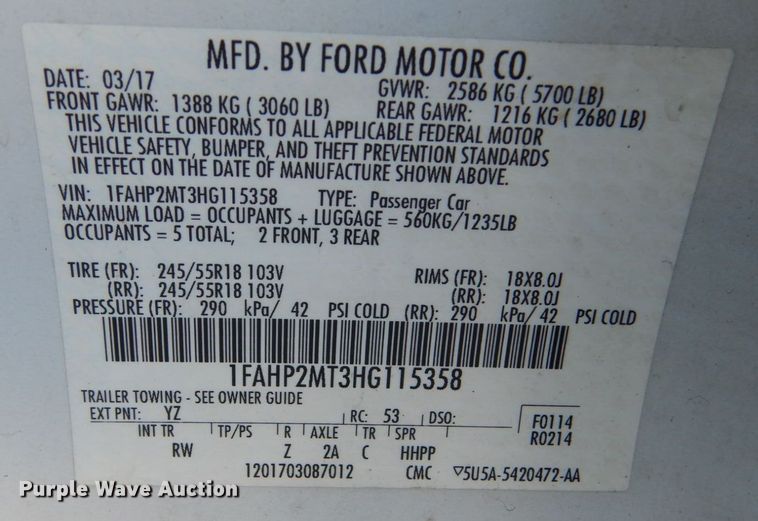 MFD. BY FORD MOTOR CO.
DATE: 03/17 GVWR: 2586 KG ( 5700 LB)
FRONT GAWR: 1388 KG ( 3060 LB) REAR GAWR: 1216 KG ( 2680 LB)
THIS VEHICLE CONFORMS TO ALL APPLICABLE FEDERAL MOTOR
VEHICLE SAFETY, BUMPER, AND THEFT PREVENTION STANDARDS
IN EFFECT ON THE DATE OF MANUFACTURE SHOWN ABOVE.
VIN: 1FAHP2MT3HG115358 TYPE: Passenger Car
MAXIMUM LOAD = OCCUPANTS + LUGGAGE = 560KG/1235LB
OCCUPANTS = 5 TOTAL; 2 FRONT, 3 REAR
TIRE (FR): 245/55R18 103V RIMS (FR): 18X8.0J
(RR): 245/55R18 103V (RR): 18X8.0J
PRESSURE (FR): 290 kPa/ 42 PSI COLD (RR): 290 kPa/ 42 PSI COLD
1FAHP2MT3HG115358
TRAILER TOWING - SEE OWNER GUIDE
EXT PNT: YZ RC: 53 DSO: F0114
INT TR TP/PS R AXLE TR SPR R0214
RW Z 2A C HHPP
1201703087012 CMC ▽5U5A-5420472-AA
Purple Wave Auction